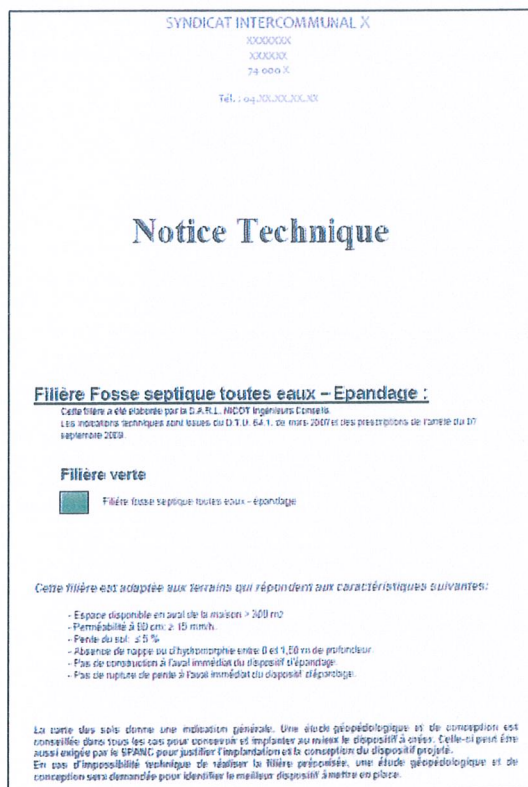 SYNDICAT INTERCOMMUNAL X
XXXXXXX
XXXXXX
74 000 X
Tél. : 04.XX.XX.XX.XX
Notice Technique
Filière Fosse septique toutes eaux – Epandage :
Cette filière a été élaborée par la S.A.R.L. NICOT Ingénieurs Conseils.
Les indications techniques sont issues du D.T.U. 64.1. de mars 2007 et des prescriptions de l'arrêté du 07
septembre 2009.
Filière verte
Filière fosse septique toutes eaux - épandage
Cette filière est adaptée aux terrains qui répondent aux caractéristiques suivantes:
- Espace disponible en aval de la maison > 300 m2
- Perméabilité à 80 cm: ≥ 15 mm/h.
- Pente du sol: ≤ 5 %
- Absence de nappe ou d'hydromorphie entre 0 et 1,50 m de profondeur.
- Pas de construction à l'aval immédiat du dispositif d'épandage.
- Pas de rupture de pente à l'aval immédiat du dispositif d'épandage.
La carte des sols donne une indication générale. Une étude géopédologique et de conception est
conseillée dans tous les cas pour concevoir et implanter au mieux le dispositif à créer. Celle-ci peut être
aussi exigée par le SPANC pour justifier l'implantation et la conception du dispositif projeté.
En cas d'impossibilité technique de réaliser la filière préconisée, une étude géopédologique et de
conception sera demandée pour identifier le meilleur dispositif à mettre en place.